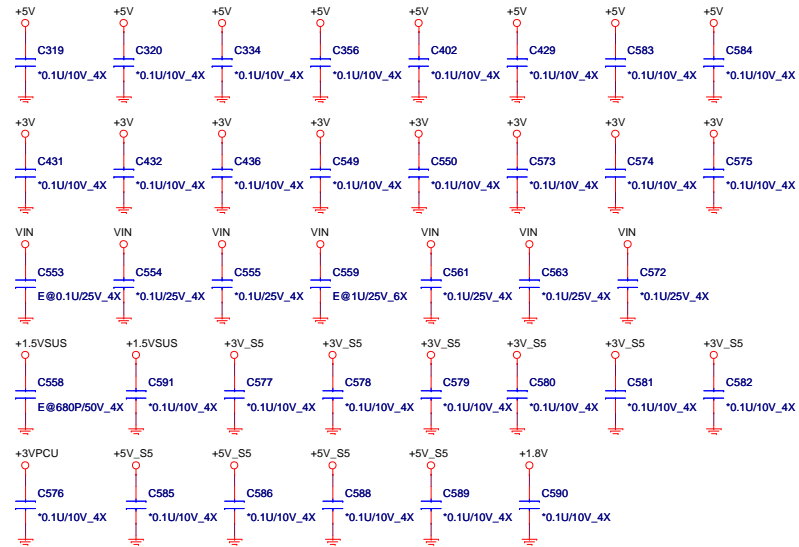 +5V +5V +5V +5V +5V +5V +5V +5V
C319 C320 C334 C356 C402 C429 C583 C584
*0.1U/10V_4X *0.1U/10V_4X *0.1U/10V_4X *0.1U/10V_4X *0.1U/10V_4X *0.1U/10V_4X *0.1U/10V_4X *0.1U/10V_4X
+3V +3V +3V +3V +3V +3V +3V +3V
C431 C432 C436 C549 C550 C573 C574 C575
*0.1U/10V_4X *0.1U/10V_4X *0.1U/10V_4X *0.1U/10V_4X *0.1U/10V_4X *0.1U/10V_4X *0.1U/10V_4X *0.1U/10V_4X
VIN VIN VIN VIN VIN VIN VIN
C553 C554 C555 C559 C561 C563 C572
E@0.1U/25V_4X *0.1U/25V_4X *0.1U/25V_4X E@1U/25V_6X *0.1U/25V_4X *0.1U/25V_4X *0.1U/25V_4X
+1.5VSUS +1.5VSUS +3V_S5 +3V_S5 +3V_S5 +3V_S5 +3V_S5 +3V_S5
C558 C591 C577 C578 C579 C580 C581 C582
E@680P/50V_4X *0.1U/10V_4X *0.1U/10V_4X *0.1U/10V_4X *0.1U/10V_4X *0.1U/10V_4X *0.1U/10V_4X *0.1U/10V_4X
+3VPCU +5V_S5 +5V_S5 +5V_S5 +5V_S5 +1.8V
C576 C585 C586 C588 C589 C590
*0.1U/10V_4X *0.1U/10V_4X *0.1U/10V_4X *0.1U/10V_4X *0.1U/10V_4X *0.1U/10V_4X